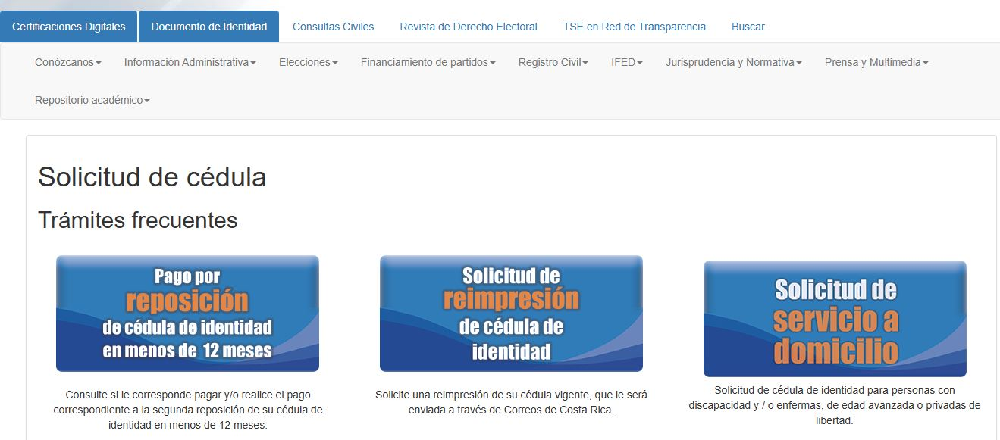 Certificaciones Digitales Documento de Identidad Consultas Civiles Revista de Derecho Electoral TSE en Red de Transparencia Buscar
Conózcanos Información Administrativa Elecciones Financiamiento de partidos Registro Civil IFED Jurisprudencia y Normativa Prensa y Multimedia
Repositorio académico
Solicitud de cédula
Trámites frecuentes
Pago por
reposición
de cédula de identidad
en menos de 12 meses
Consulte si le corresponde pagar y/o realice el pago
correspondiente a la segunda reposición de su cédula de
identidad en menos de 12 meses.
Solicitud de
reimpresión
de cédula de
identidad
Solicite una reimpresión de su cédula vigente, que le será
enviada a través de Correos de Costa Rica.
Solicitud de
servicio a
domicilio
Solicitud de cédula de identidad para personas con
discapacidad y / o enfermas, de edad avanzada o privadas de
libertad.